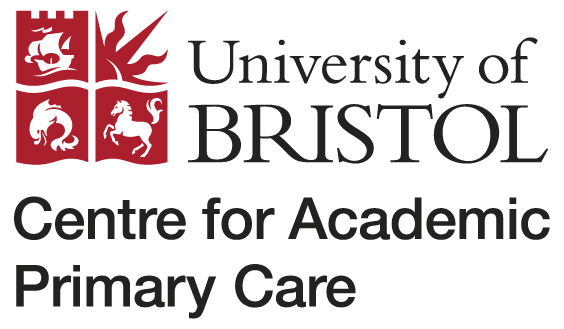 University of
BRISTOL
Centre for Academic
Primary Care